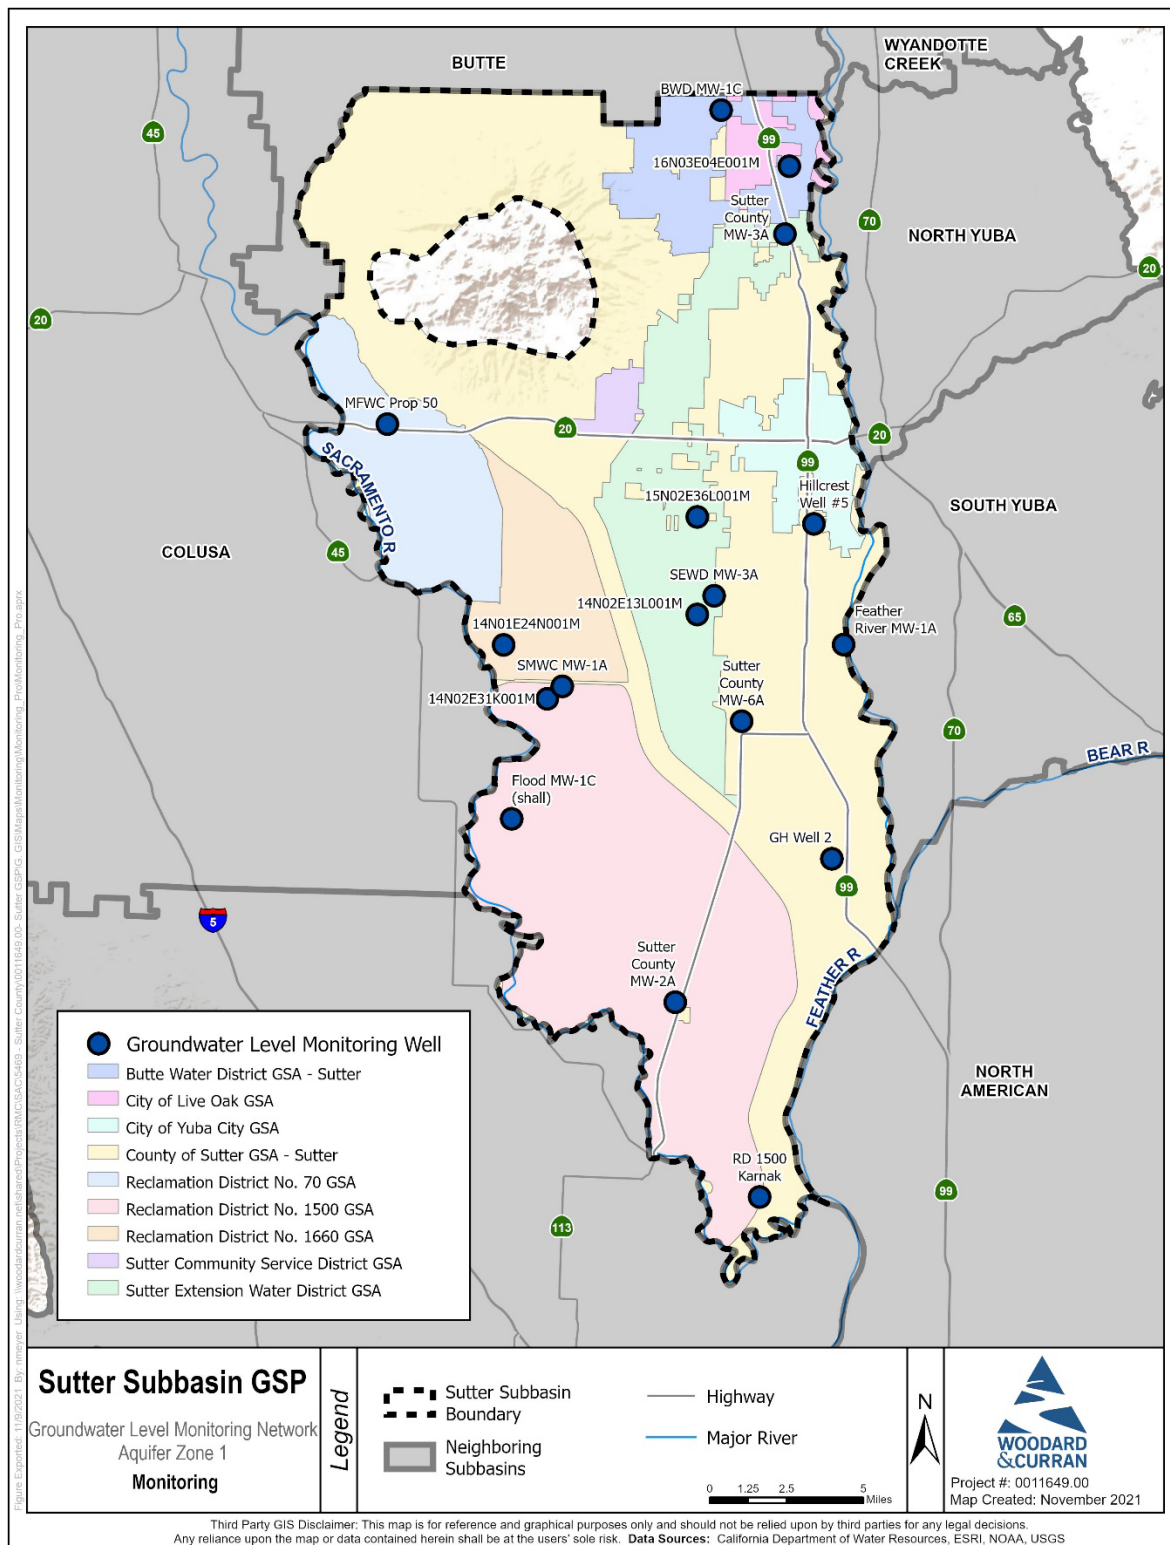 BUTTE
WYANDOTTE
CREEK
BWD MW-1C
45
99
16N03E04E001M
Sutter
County
MW-3A
70
NORTH YUBA
20
20
MFWC Prop 50
20
20
SACRAMENTO R
99
Hillcrest
Well #5
15N02E36L001M
SOUTH YUBA
COLUSA
45
SEWD MW-3A
14N02E13L001M
Feather
River MW-1A
65
14N01E24N001M
SMWC MW-1A
14N02E31K001M
Sutter
County
MW-6A
70
BEAR R
Flood MW-1C
(shall)
GH Well 2
99
5
Sutter
County
MW-2A
FEATHER R
NORTH
AMERICAN
RD 1500
Karnak
99
113
Groundwater Level Monitoring Well
Butte Water District GSA - Sutter
City of Live Oak GSA
City of Yuba City GSA
County of Sutter GSA - Sutter
Reclamation District No. 70 GSA
Reclamation District No. 1500 GSA
Reclamation District No. 1660 GSA
Sutter Community Service District GSA
Sutter Extension Water District GSA
Sutter Subbasin GSP
Groundwater Level Monitoring Network
Aquifer Zone 1
Monitoring
Legend
Sutter Subbasin
Boundary
Neighboring
Subbasins
Highway
Major River
0 1.25 2.5 5
Miles
N
WOODARD
&CURRAN
Project #: 0011649.00
Map Created: November 2021
Third Party GIS Disclaimer: This map is for reference and graphical purposes only and should not be relied upon by third parties for any legal decisions.
Any reliance upon the map or data contained herein shall be at the users' sole risk. Data Sources: California Department of Water Resources, ESRI, NOAA, USGS
Figure Exported: 11/9/2021 By: nmeyer Using: